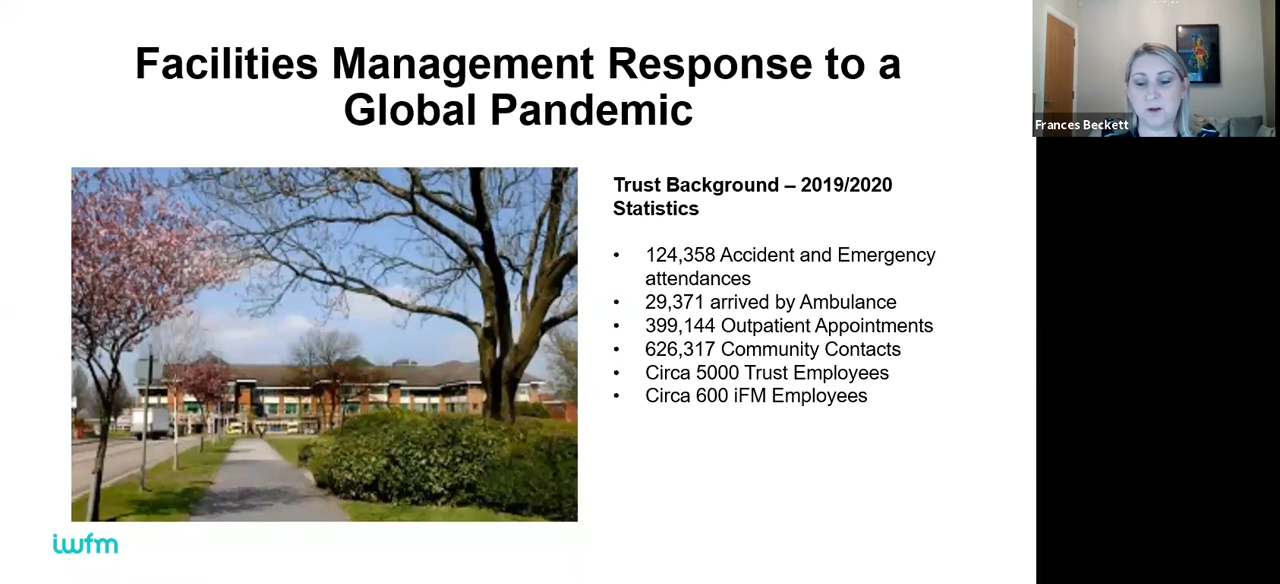 Facilities Management Response to a
Global Pandemic
Frances Beckett
Trust Background – 2019/2020
Statistics
• 124,358 Accident and Emergency
attendances
• 29,371 arrived by Ambulance
• 399,144 Outpatient Appointments
• 626,317 Community Contacts
• Circa 5000 Trust Employees
• Circa 600 iFM Employees
iwfm